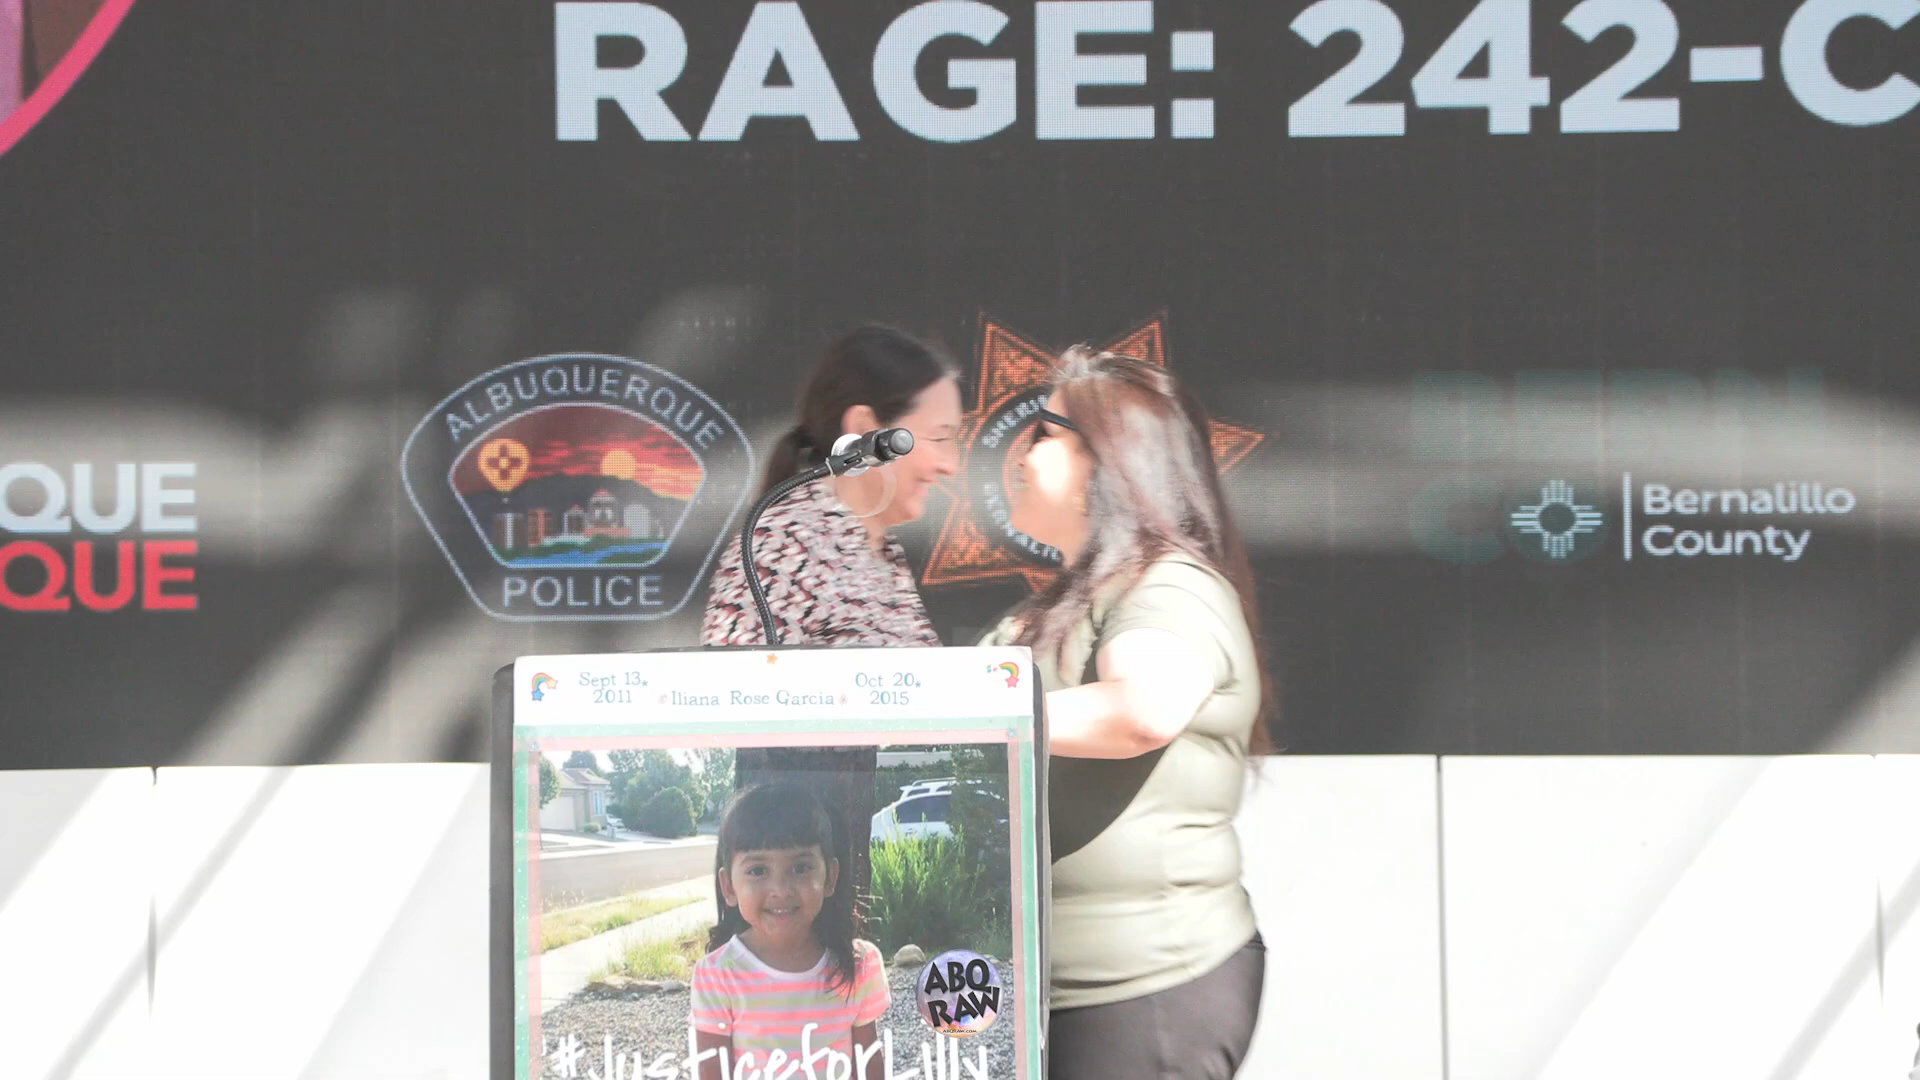 RAGE: 242-C
ALBUQUERQUE
POLICE
SHERI
QUE
QUE
Bernalillo
County
Sept 13,
2011
Iliana Rose Garcia
Oct 20,
2015
ABQ
RAW
#JusticeforLilly